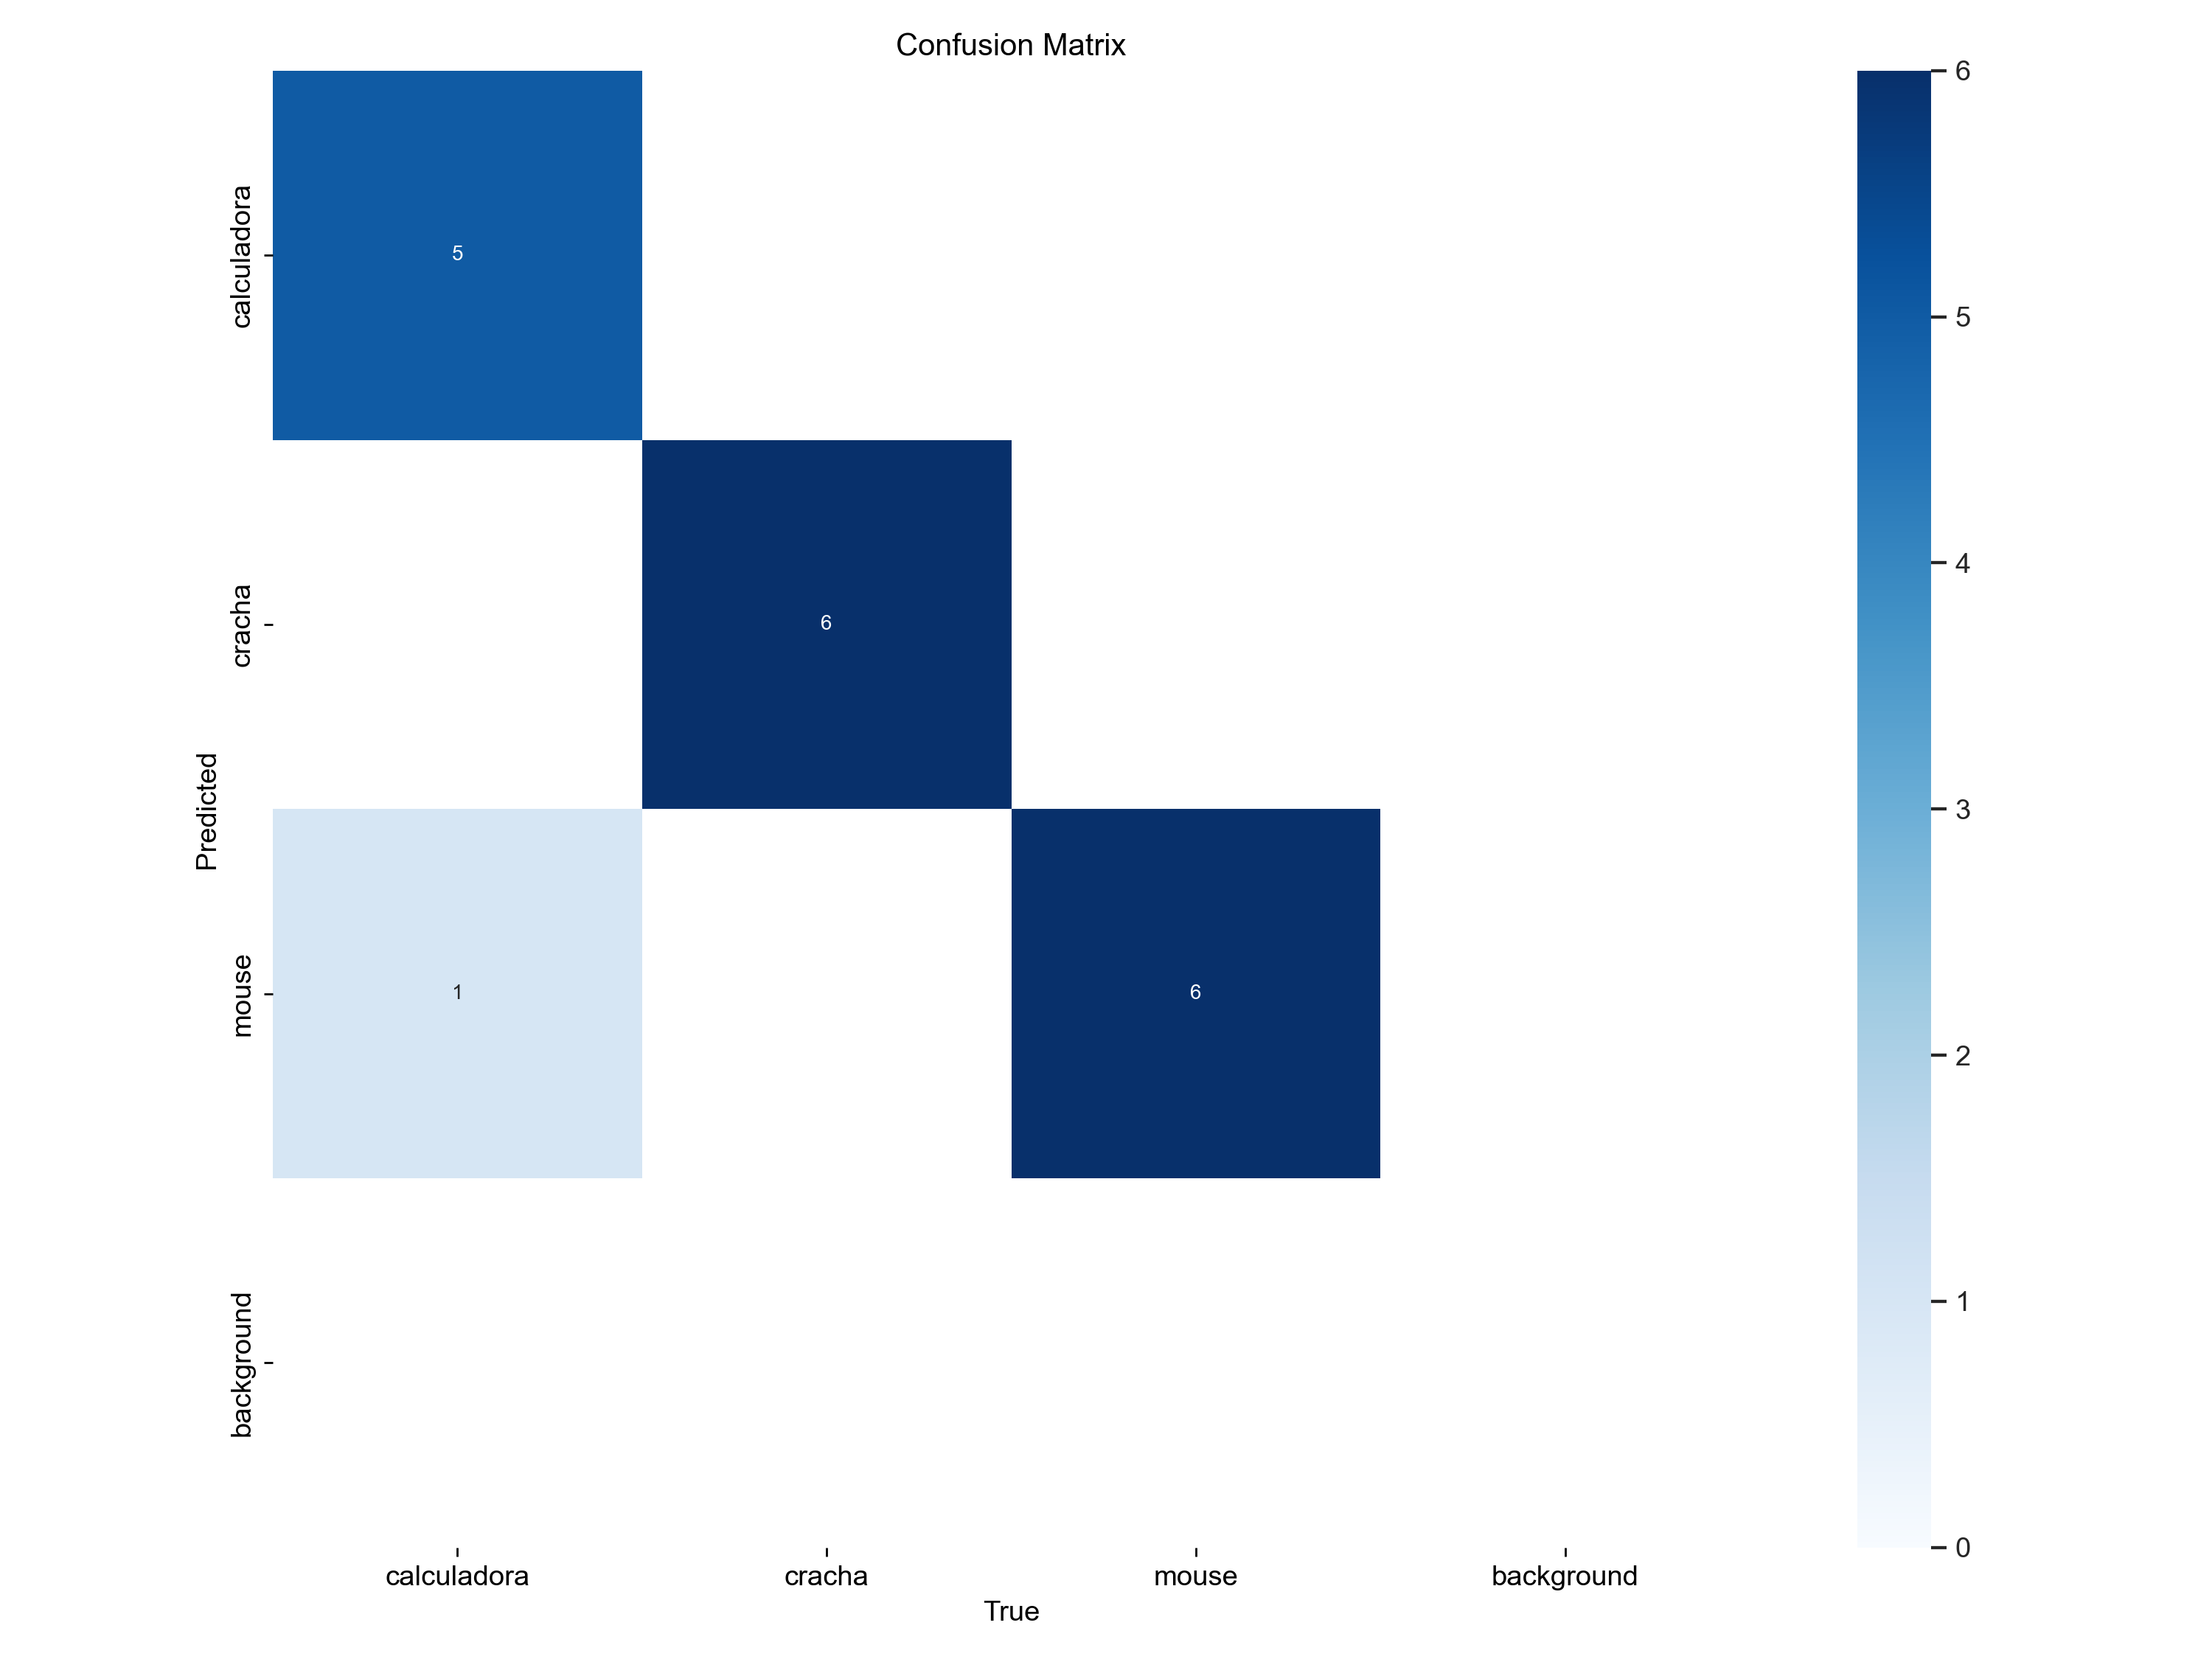 Confusion Matrix
calculadora
cracha
mouse
background
Predicted
5
6
1
6
calculadora
cracha
mouse
background
True
6
5
4
3
2
1
0